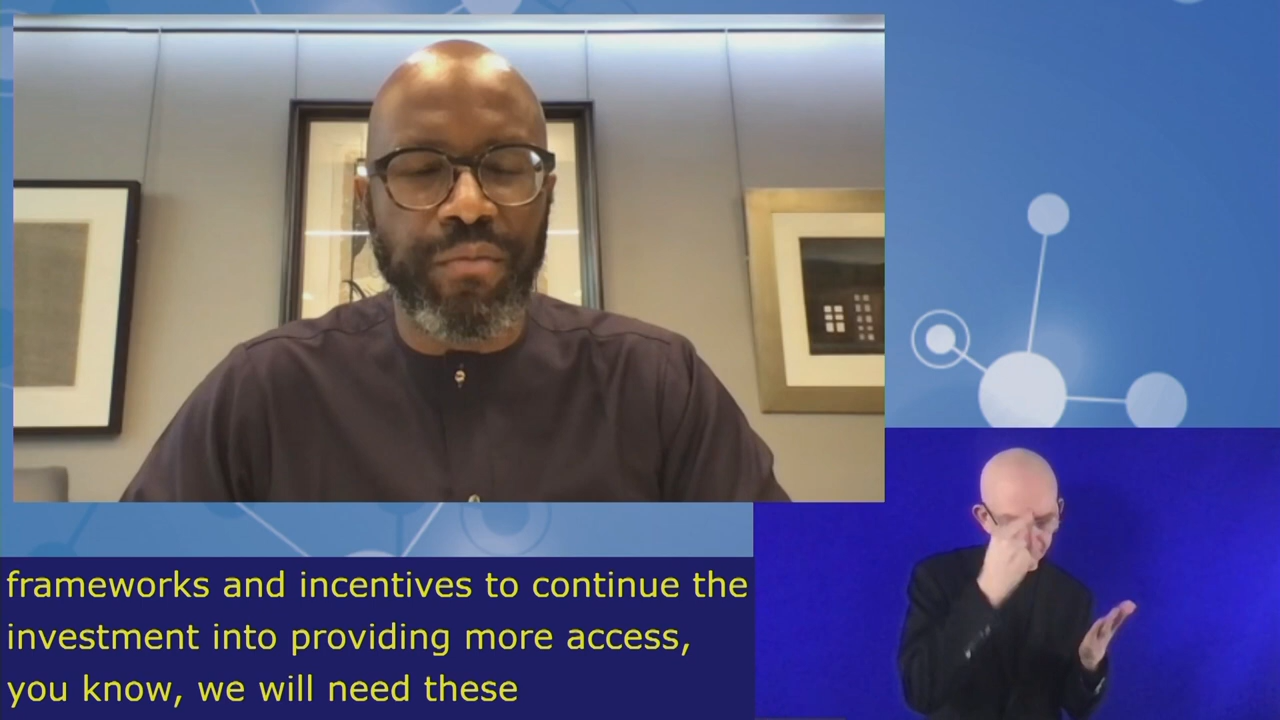 frameworks and incentives to continue the
investment into providing more access,
you know, we will need these